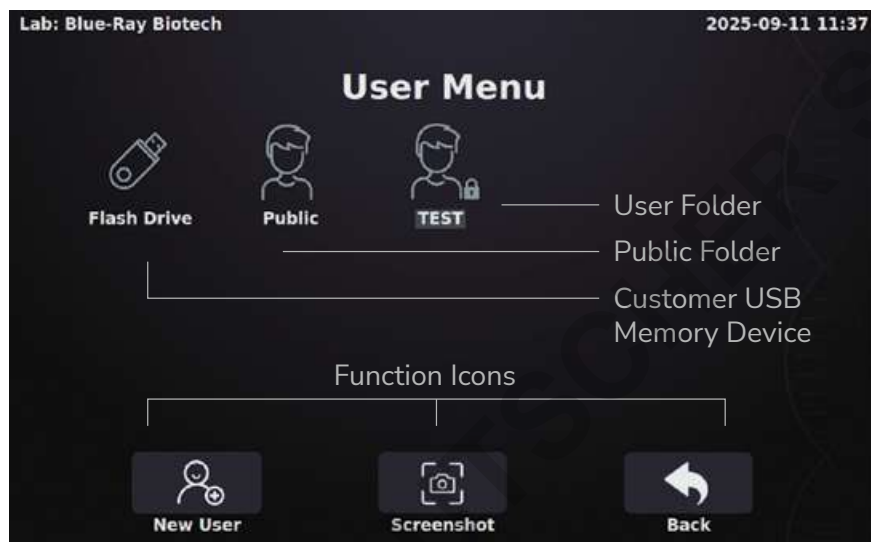 Lab: Blue-Ray Biotech
2025-09-11 11:37
User Menu
Flash Drive
Public
TEST
User Folder
Public Folder
Customer USB
Memory Device
Function Icons
New User
Screenshot
Back